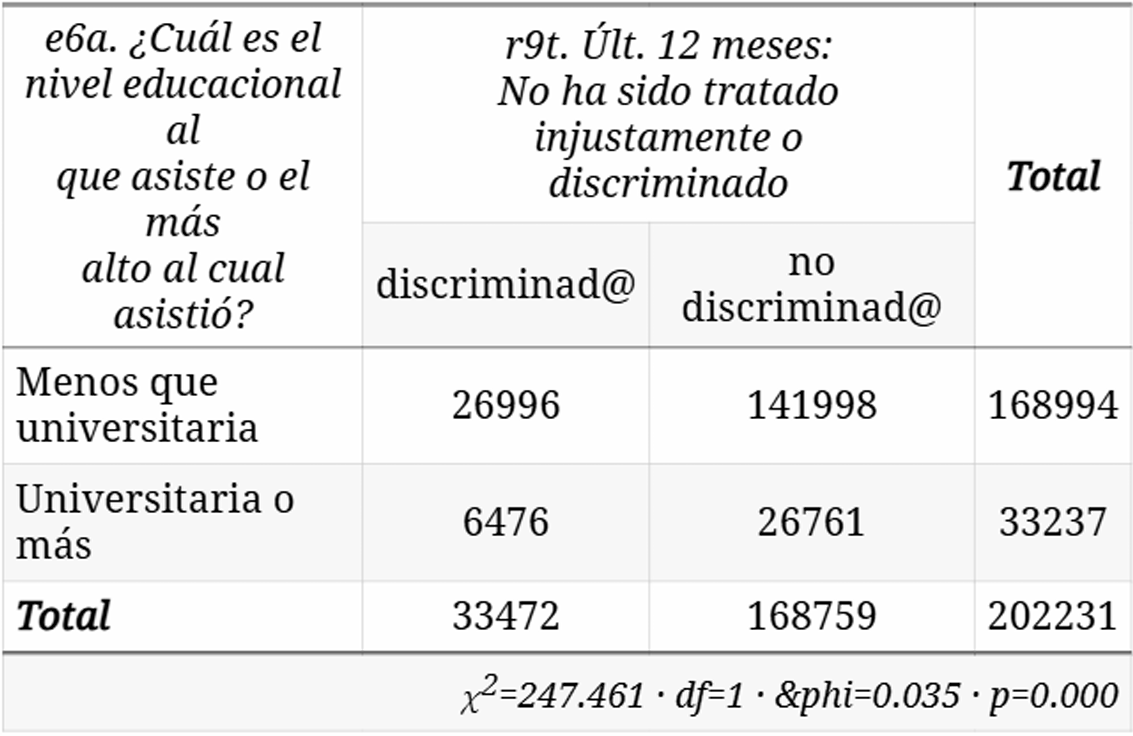 e6a. ¿Cuál es el
nivel educacional
al
que asiste o el
más
alto al cual
asistió?
r9t. Últ. 12 meses:
No ha sido tratado
injustamente o
discriminado
Total
discriminad@
no
discriminad@
Menos que
universitaria
26996
141998
168994
Universitaria o
más
6476
26761
33237
Total
33472
168759
202231
χ²=247.461 · df=1 · &phi=0.035 · p=0.000